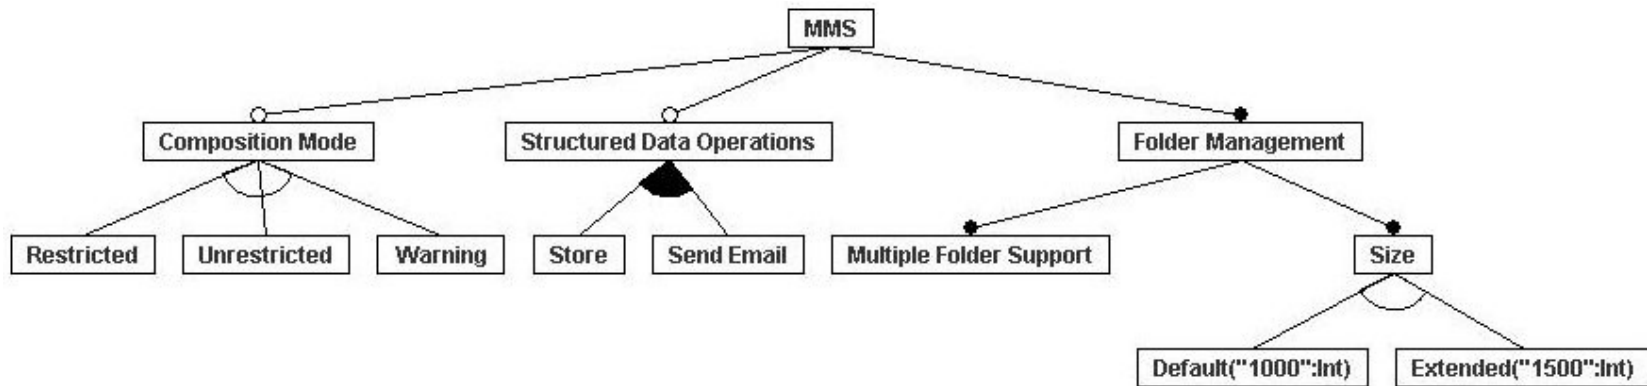 MMS
Composition Mode
Structured Data Operations
Folder Management
Restricted
Unrestricted
Warning
Store
Send Email
Multiple Folder Support
Size
Default("1000":Int)
Extended("1500":Int)